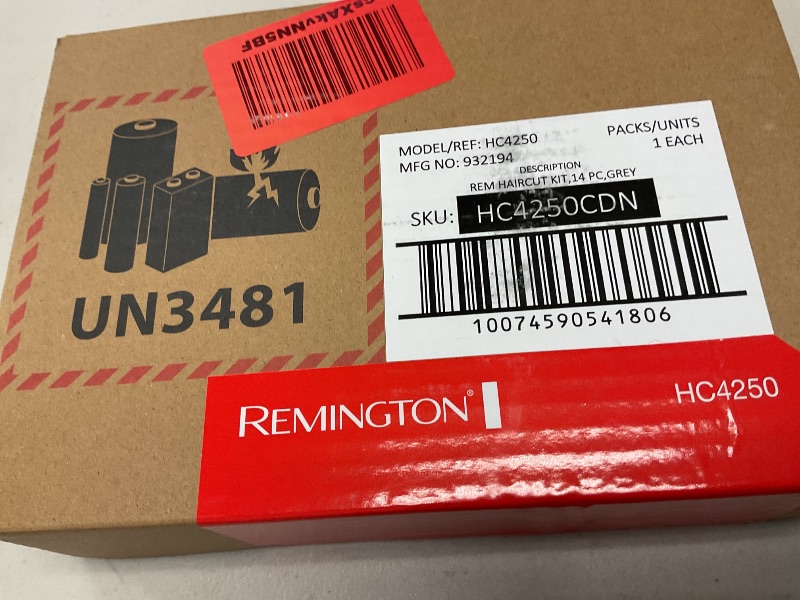 csXAkvNN5BF
MODEL/REF: HC4250
PACKS/UNITS
MFG NO: 932194
1 EACH
DESCRIPTION
REM HAIRCUT KIT,14 PC,GREY
SKU: HC4250CDN
10074590541806
UN3481
REMINGTON®
HC4250